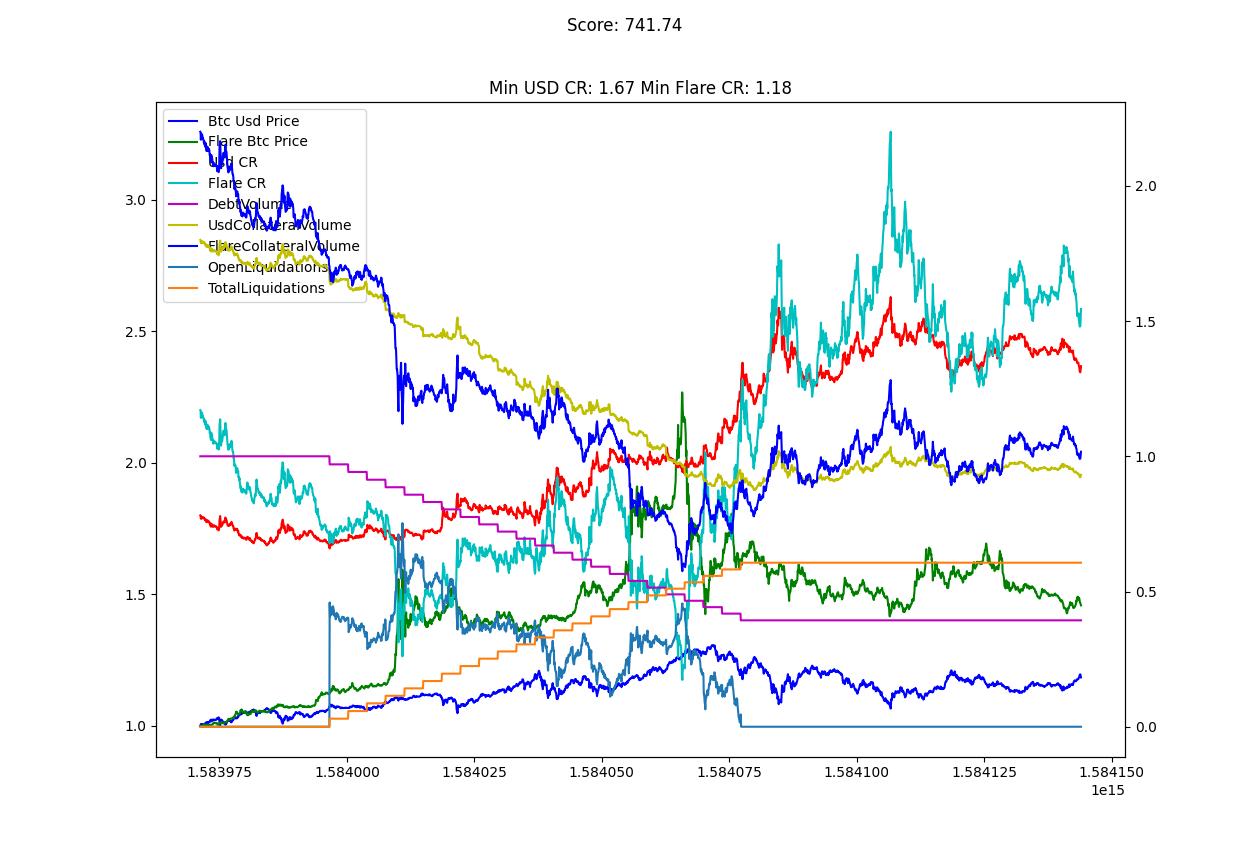 Score: 741.74
Min USD CR: 1.67 Min Flare CR: 1.18
Btc Usd Price
Flare Btc Price
Usd CR
Flare CR
DebtVolume
UsdCollateralVolume
FlareCollateralVolume
OpenLiquidations
TotalLiquidations
3.0
2.5
2.0
1.5
1.0
2.0
1.5
1.0
0.5
0.0
1.583975 1.584000 1.584025 1.584050 1.584075 1.584100 1.584125 1.584150
1e15